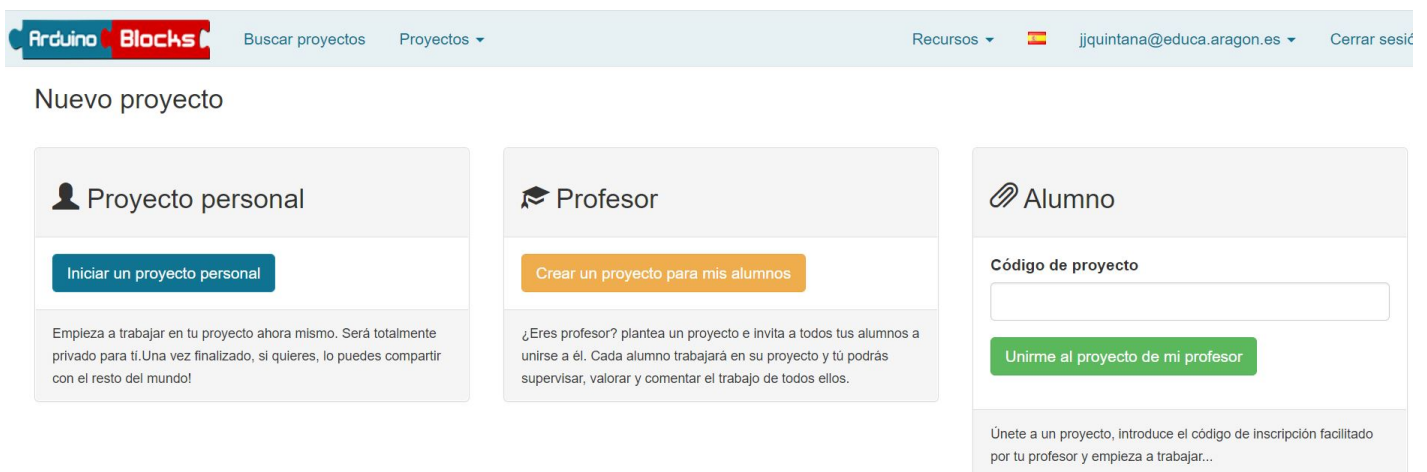 Arduino Blocks
Buscar proyectos
Proyectos
Recursos
jjquintana@educa.aragon.es
Cerrar sesió
Nuevo proyecto
Proyecto personal
Iniciar un proyecto personal
Empieza a trabajar en tu proyecto ahora mismo. Será totalmente
privado para tí.Una vez finalizado, si quieres, lo puedes compartir
con el resto del mundo!
Profesor
Crear un proyecto para mis alumnos
¿Eres profesor? plantea un proyecto e invita a todos tus alumnos a
unirse a él. Cada alumno trabajará en su proyecto y tú podrás
supervisar, valorar y comentar el trabajo de todos ellos.
Alumno
Código de proyecto
Unirme al proyecto de mi profesor
Únete a un proyecto, introduce el código de inscripción facilitado
por tu profesor y empieza a trabajar...